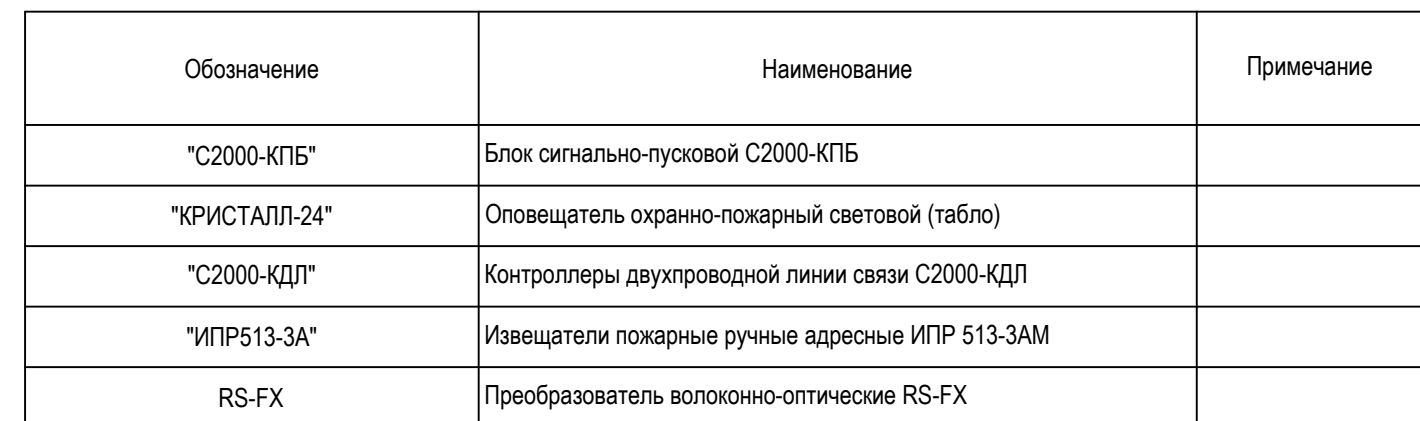 Обозначение Наименование Примечание
"С2000-КПБ" Блок сигнально-пусковой С2000-КПБ
"КРИСТАЛЛ-24" Оповещатель охранно-пожарный световой (табло)
"С2000-КДЛ" Контроллеры двухпроводной линии связи С2000-КДЛ
"ИПР513-3А" Извещатели пожарные ручные адресные ИПР 513-3АМ
RS-FX Преобразователь волоконно-оптические RS-FX